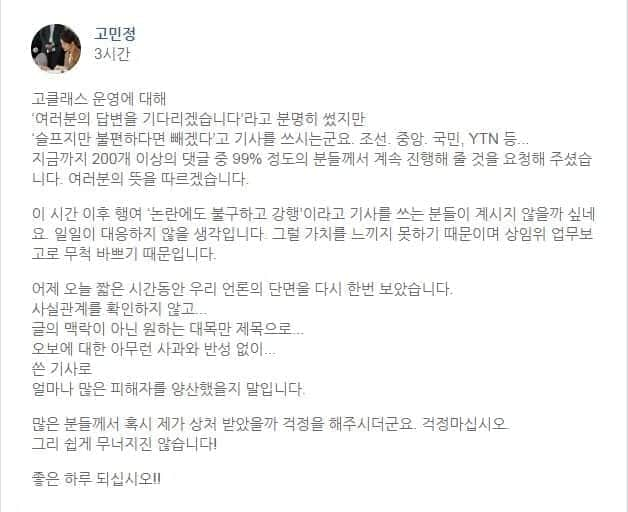 고민정
3시간
고클래스 운영에 대해
'여러분의 답변을 기다리겠습니다'라고 분명히 썼지만
'슬프지만 불편하다면 빼겠다'고 기사를 쓰시는군요. 조선. 중앙. 국민, YTN 등...
지금까지 200개 이상의 댓글 중 99% 정도의 분들께서 계속 진행해 줄 것을 요청해 주셨습니
다. 여러분의 뜻을 따르겠습니다.
이 시간 이후 행여 '논란에도 불구하고 강행'이라고 기사를 쓰는 분들이 계시지 않을까 싶네
요. 일일이 대응하지 않을 생각입니다. 그럴 가치를 느끼지 못하기 때문이며 상임위 업무보
고로 무척 바쁘기 때문입니다.
어제 오늘 짧은 시간동안 우리 언론의 단면을 다시 한번 보았습니다.
사실관계를 확인하지 않고...
글의 맥락이 아닌 원하는 대목만 제목으로...
오보에 대한 아무런 사과와 반성 없이...
쓴 기사로
얼마나 많은 피해자를 양산했을지 말입니다.
많은 분들께서 혹시 제가 상처 받았을까 걱정을 해주시더군요. 걱정마십시오.
그리 쉽게 무너지진 않습니다!
좋은 하루 되십시오!!